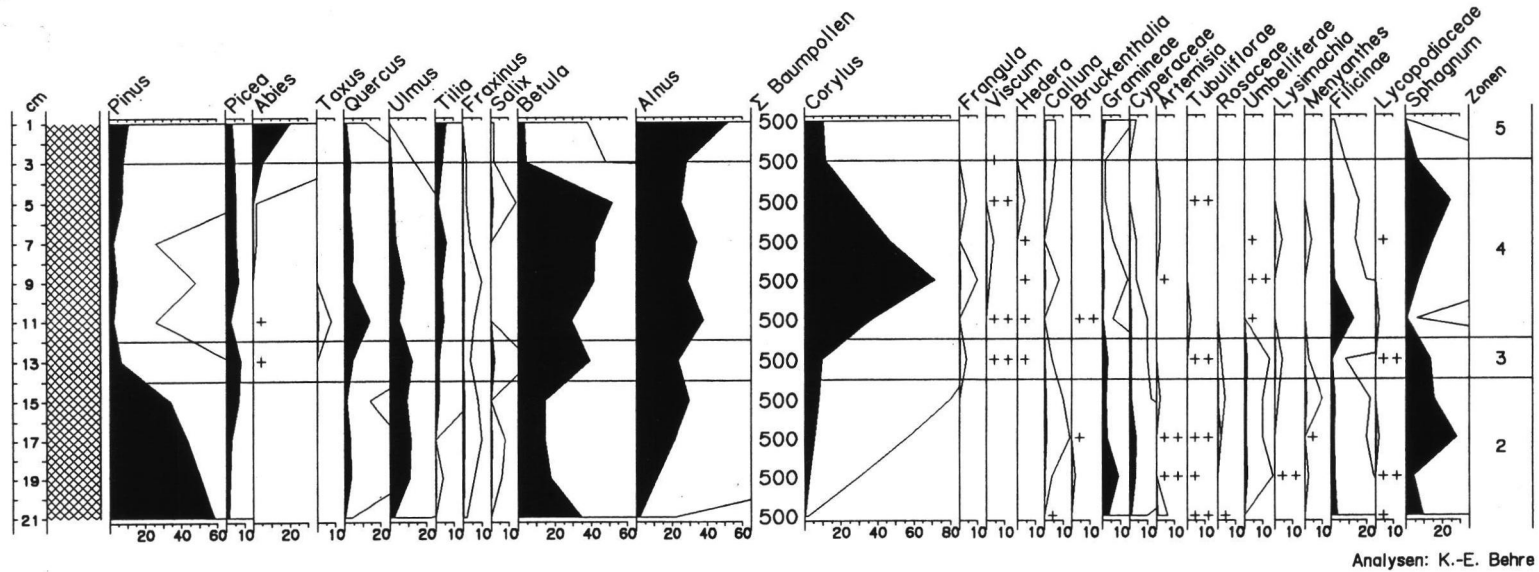 cm Pinus Picea Abies Taxus Quercus Ulmus Tilia Fraxinus Salix Betula Alnus Σ Baumpollen Corylus Frangula Viscum Hedera Calluna Bruckenthalia Gramineae Cyperaceae Artemisia Tubuliflorae Rosaceae Umbelliferae Lysimachia Menyanthes Filicinae Lycopodiaceae Sphagnum Zonen
1 500 5
3 500 +
5 500 ++ ++
7 500 + + + 4
9 500 + + ++
11 + 500 ++ + ++ +
13 + 500 ++ + ++ ++ 3
15 500
17 500 + ++ ++ + 2
19 500 ++ + ++ ++
21 500 + ++ + +
20 40 60 10 20 10 20 10 10 10 10 20 40 60 20 40 60 20 40 60 80 10 10 10 10 10 10 10 10 10 10 10 10 10 20 10 20
Analysen: K.-E. Behre